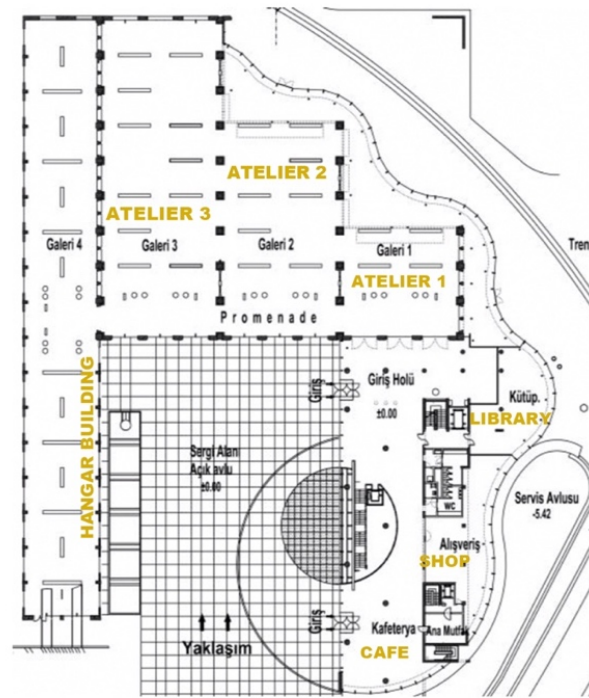 ATELIER 2
ATELIER 3
Galeri 4
Galeri 3
Galeri 2
Galeri 1
Tren
ATELIER 1
Promenade
HANGAR BUILDING
Giriş
Giriş Holü
±0.00
Kütüp.
LIBRARY
Sergi Alanı
Açık avlu
±0.00
WC
Servis Avlusu
-5.42
Alışveriş
SHOP
Giriş
Kafeterya
Ana Mutfak
Yaklaşım
CAFE